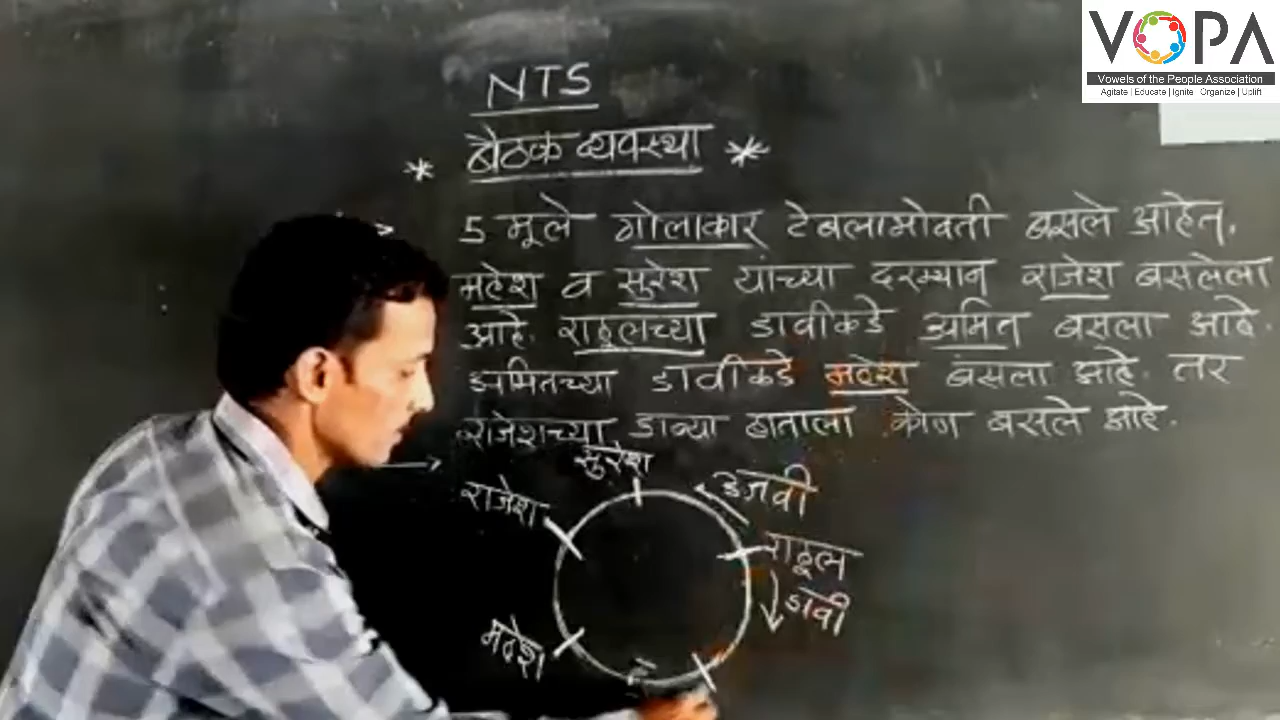 VOPA
Vowels of the People Association
Agitate | Educate | Ignite Organize | Uplift
NTS
* बैठक व्यवस्था *
5 मूले गोलाकार टेबलाभोवती बसले आहेत.
महेश व सुरेश यांच्या दरम्यान राजेश बसलेला
आहे. राहूलच्या डावीकडे अमित बसला आहे.
अमितच्या डावीकडे महेश बसला आहे. तर
राजेशच्या डाव्या हाताला कोण बसले आहे.
सुरेश
राजेश
उजवी
राहूल
डावी
महेश